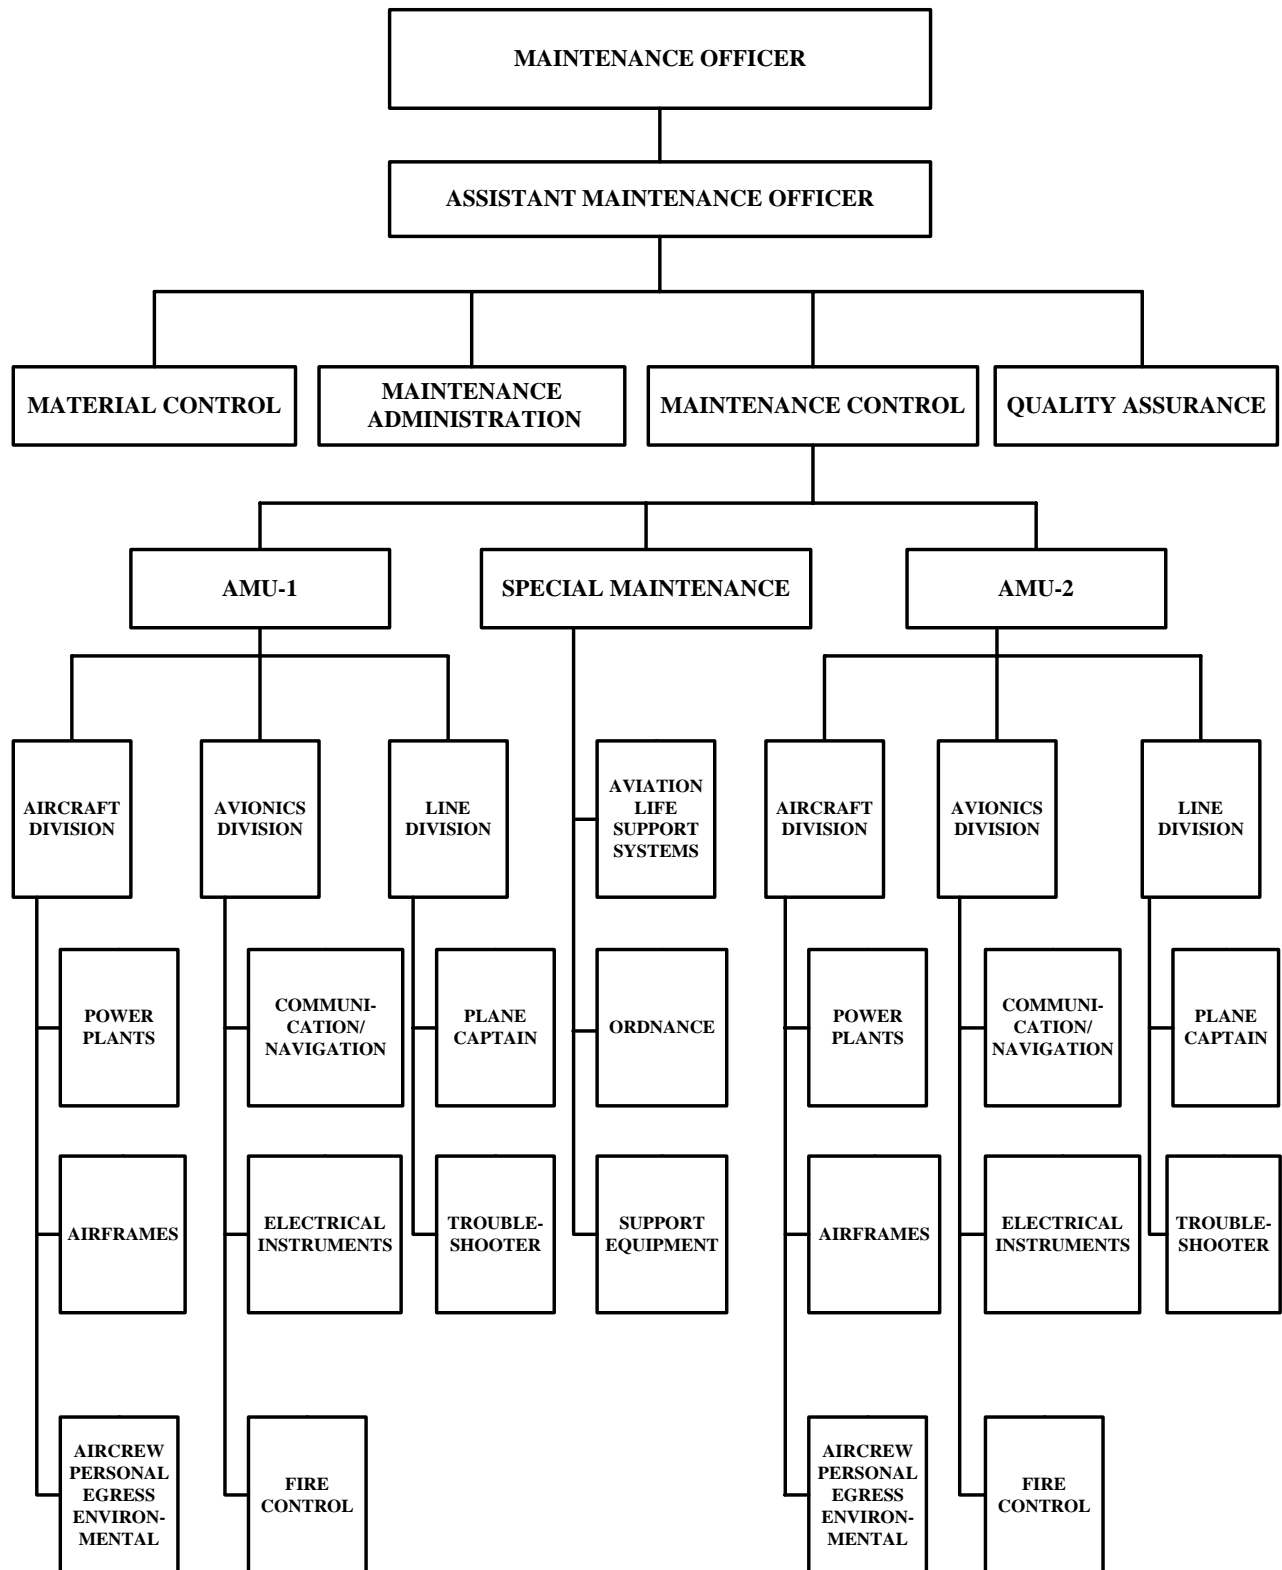 MAINTENANCE OFFICER
ASSISTANT MAINTENANCE OFFICER
MATERIAL CONTROL
MAINTENANCE
ADMINISTRATION
MAINTENANCE CONTROL
QUALITY ASSURANCE
AMU-1
SPECIAL MAINTENANCE
AMU-2
AIRCRAFT
DIVISION
AVIONICS
DIVISION
LINE
DIVISION
AVIATION
LIFE
SUPPORT
SYSTEMS
AIRCRAFT
DIVISION
AVIONICS
DIVISION
LINE
DIVISION
POWER
PLANTS
COMMUNI-
CATION/
NAVIGATION
PLANE
CAPTAIN
ORDNANCE
POWER
PLANTS
COMMUNI-
CATION/
NAVIGATION
PLANE
CAPTAIN
AIRFRAMES
ELECTRICAL
INSTRUMENTS
TROUBLE-
SHOOTER
SUPPORT
EQUIPMENT
AIRFRAMES
ELECTRICAL
INSTRUMENTS
TROUBLE-
SHOOTER
AIRCREW
PERSONAL
EGRESS
ENVIRON-
MENTAL
FIRE
CONTROL
AIRCREW
PERSONAL
EGRESS
ENVIRON-
MENTAL
FIRE
CONTROL